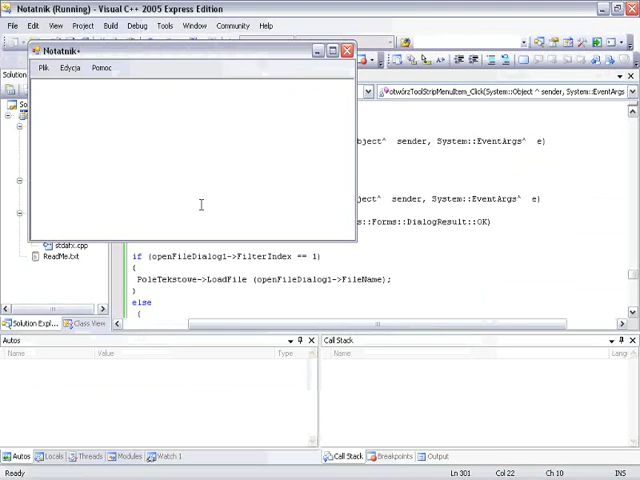 Notatnik (Running) - Visual C++ 2005 Express Edition
File Edit View Project Build Debug Tools Window Community Help
Notatnik*
Plik Edycja Pomoc
Solution
otwórzToolStripMenuItem_Click(System::Object ^ sender, System::EventArgs
bject^ sender, System::EventArgs^ e)
bject^ sender, System::EventArgs^ e)
s::Forms::DialogResult::OK)
stdafx.cpp
ReadMe.txt
if (openFileDialog1->FilterIndex == 1)
{
PoleTekstowe->LoadFile (openFileDialog1->FileName);
}
else
{
Solution Expl... Class View
Autos Call Stack
Name Value Type Name Lang
Autos Locals Threads Modules Watch 1 Call Stack Breakpoints Output
Ready Ln 301 Col 22 Ch 10 INS